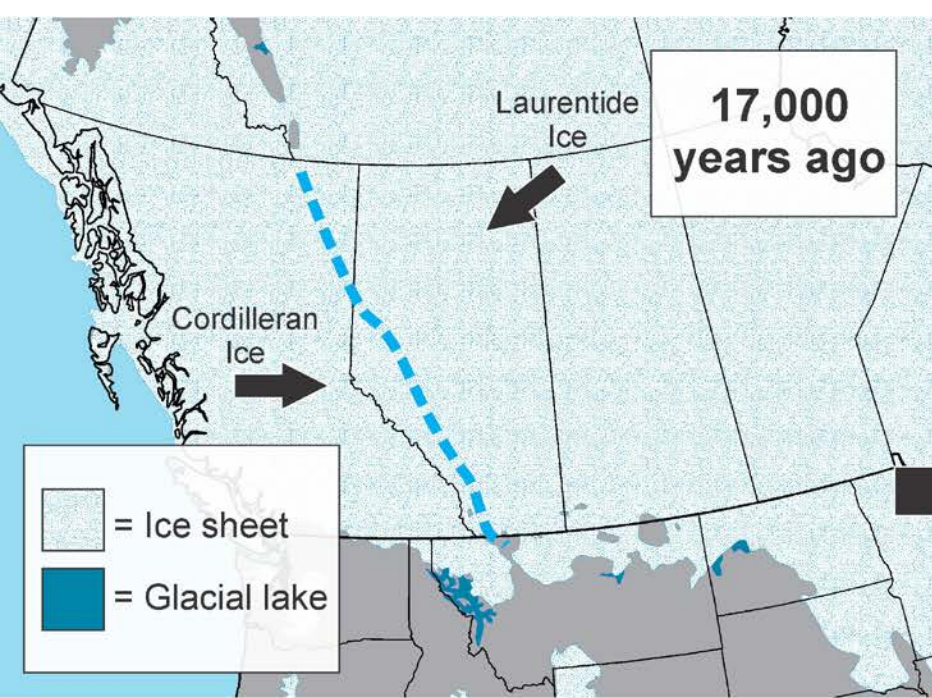 Laurentide
Ice
17,000
years ago
Cordilleran
Ice
= Ice sheet
= Glacial lake